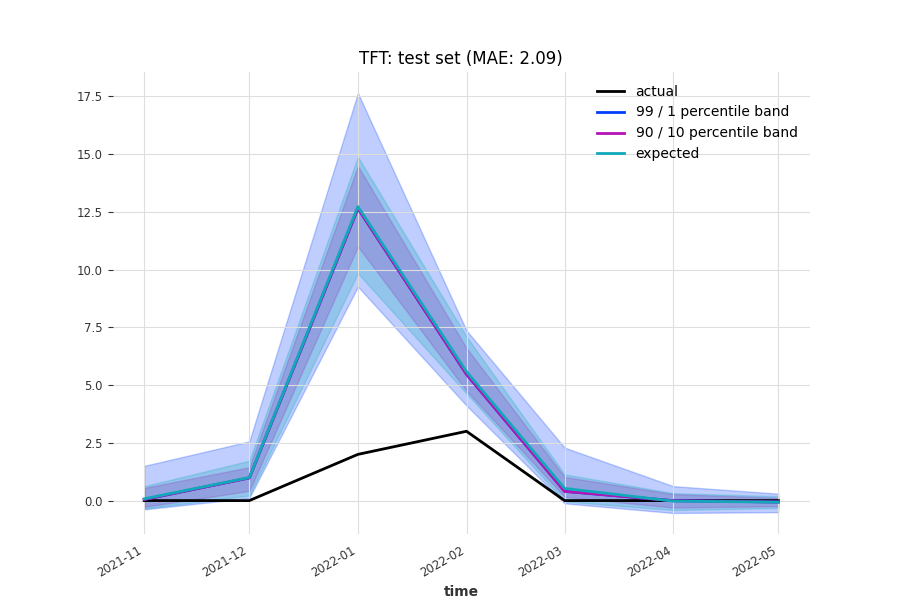 TFT: test set (MAE: 2.09)
actual
99 / 1 percentile band
90 / 10 percentile band
expected
17.5
15.0
12.5
10.0
7.5
5.0
2.5
0.0
2021-11
2021-12
2022-01
2022-02
2022-03
2022-04
2022-05
time